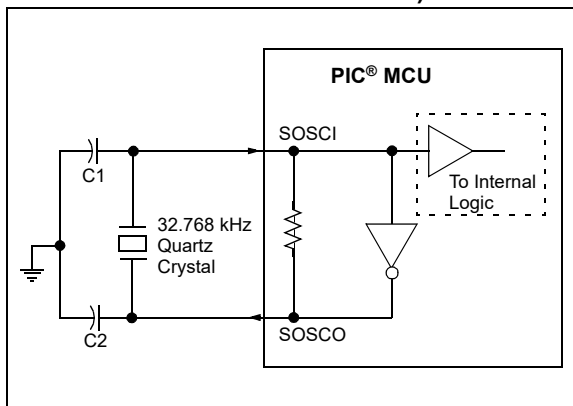 PIC® MCU
SOSCI
C1
To Internal
Logic
32.768 kHz
Quartz
Crystal
SOSCO
C2